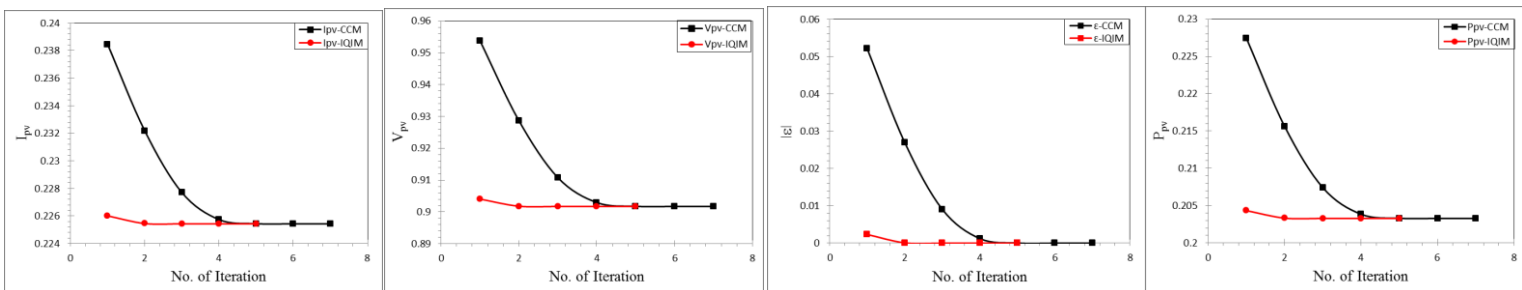 0.24
0.238
0.236
0.234
0.232
0.23
0.228
0.226
0.224
I pv
Ipv-CCM
Ipv-IQIM
0 2 4 6 8
No. of Iteration
0.96
0.95
0.94
0.93
0.92
0.91
0.9
0.89
V pv
Vpv-CCM
Vpv-IQIM
0 2 4 6 8
No. of Iteration
0.06
0.05
0.04
0.03
0.02
0.01
0
|ε|
ε-CCM
ε-IQIM
0 2 4 6 8
No. of Iteration
0.23
0.225
0.22
0.215
0.21
0.205
0.2
P pv
Ppv-CCM
Ppv-IQIM
0 2 4 6 8
No. of Iteration